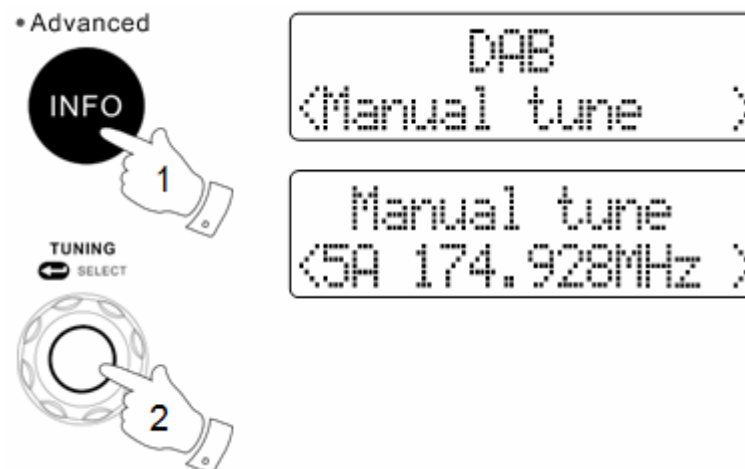 • Advanced
INFO
1
DAB
<Manual tune >
Manual tune
<5A 174.928MHz >
TUNING
SELECT
2